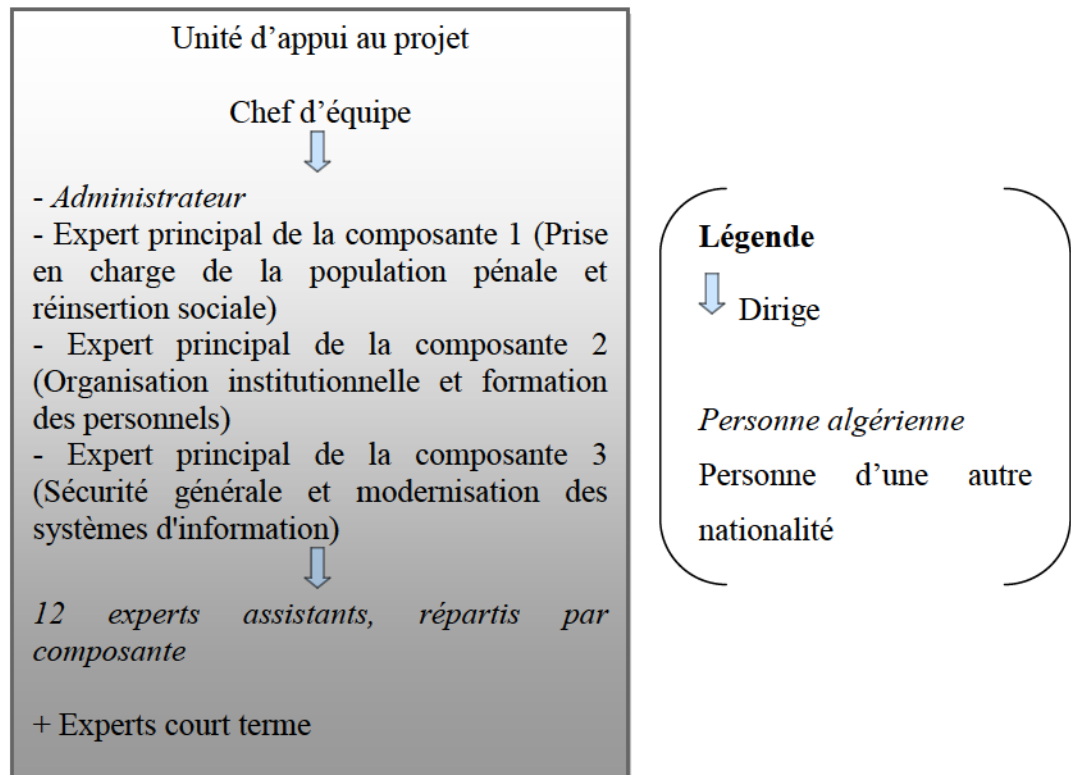 Unité d’appui au projet
Chef d’équipe
- Administrateur
- Expert principal de la composante 1 (Prise
en charge de la population pénale et
réinsertion sociale)
- Expert principal de la composante 2
(Organisation institutionnelle et formation
des personnels)
- Expert principal de la composante 3
(Sécurité générale et modernisation des
systèmes d'information)
12 experts assistants, répartis par
composante
+ Experts court terme
Légende
Dirige
Personne algérienne
Personne d’une autre
nationalité